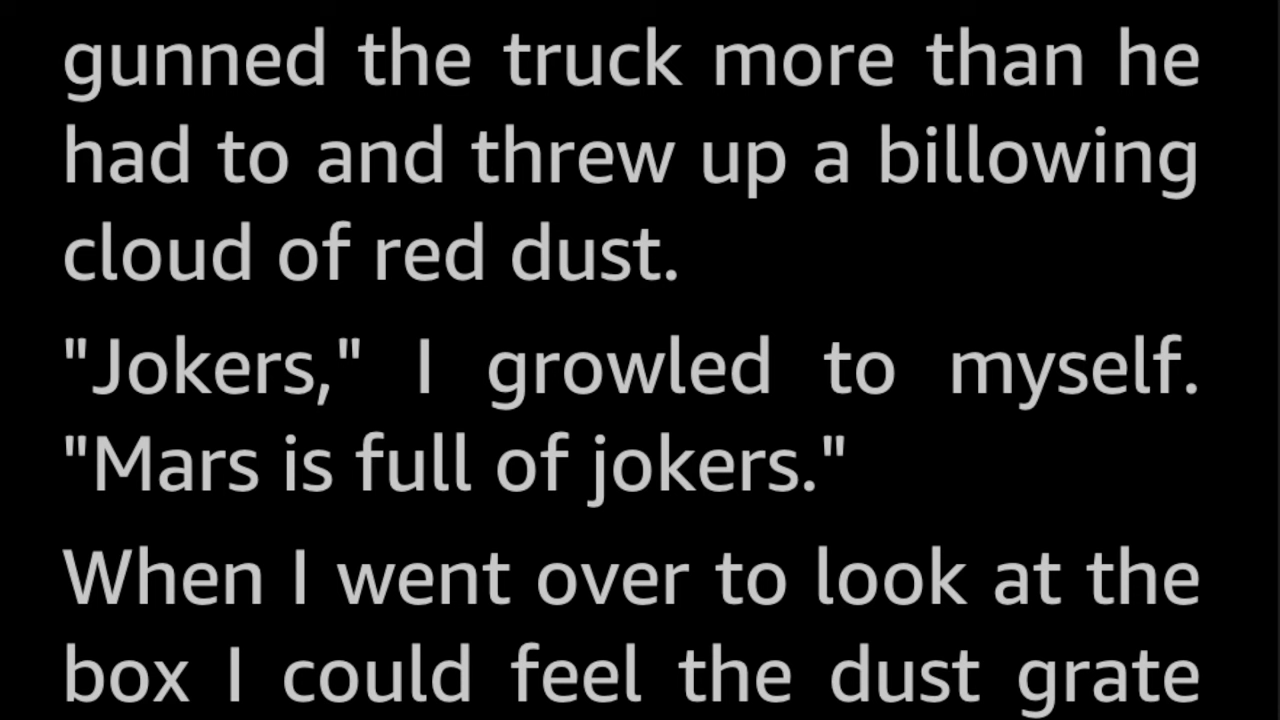 gunned the truck more than he
had to and threw up a billowing
cloud of red dust.
"Jokers," I growled to myself.
"Mars is full of jokers."
When I went over to look at the
box I could feel the dust grate